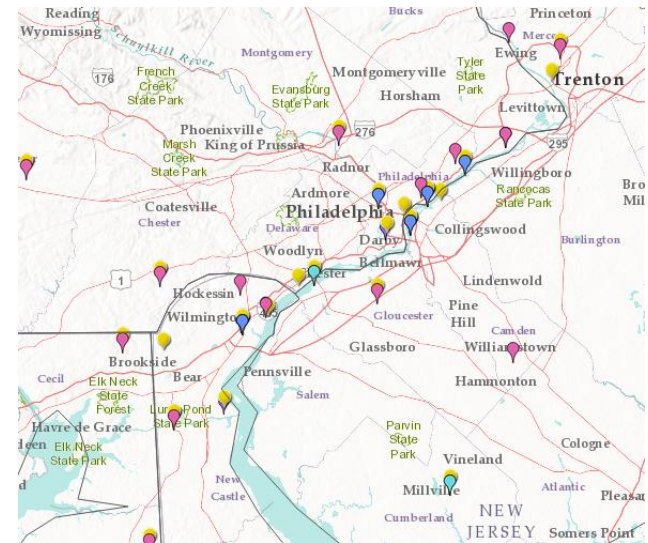 Reading
Wyomissing
Schuylkill River
Bucks
Princeton
Mercer
Ewing
Montgomery
176
French
Creek
State Park
Evansburg
State Park
Montgomeryville
Horsham
Tyler
State
Park
Trenton
Levittown
295
Phoenixville
276
King of Prussia
Marsh
Creek
State Park
Radnor
Philadelphia
Willingboro
Rancocas
State Park
Ardmore
Coatesville
Chester
Philadelphia
Delaware
Darby
Collingswood
Burlington
Woodlyn
Bellmawr
1
Lindenwold
Hockessin
Gloucester
Pine
Hill
Camden
Wilmington
Glassboro
Williamstown
Brookside
Bear
Pennsville
Hammonton
Cecil
Elk Neck
State
Forest
Salem
Lums Pond
State Park
Havre de Grace
Elk Neck
State Park
Parvin
State
Park
Cologne
Vineland
New
Castle
Millville
Atlantic
Cumberland
NEW
JERSEY
Somers Point